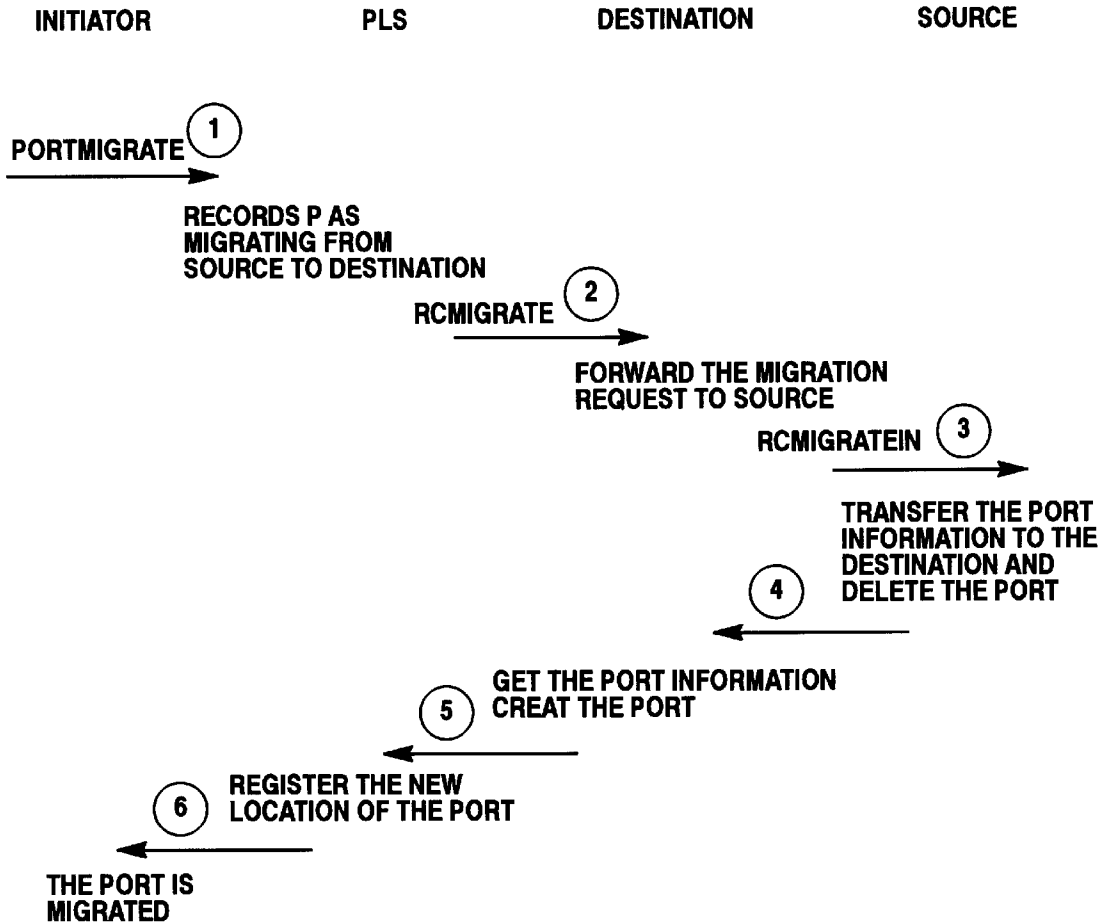 INITIATOR PLS DESTINATION SOURCE
PORTMIGRATE 1
RECORDS P AS
MIGRATING FROM
SOURCE TO DESTINATION
RCMIGRATE 2
FORWARD THE MIGRATION
REQUEST TO SOURCE
RCMIGRATEIN 3
TRANSFER THE PORT
INFORMATION TO THE
DESTINATION AND
DELETE THE PORT
4
GET THE PORT INFORMATION
CREAT THE PORT
5
REGISTER THE NEW
LOCATION OF THE PORT
6
THE PORT IS
MIGRATED